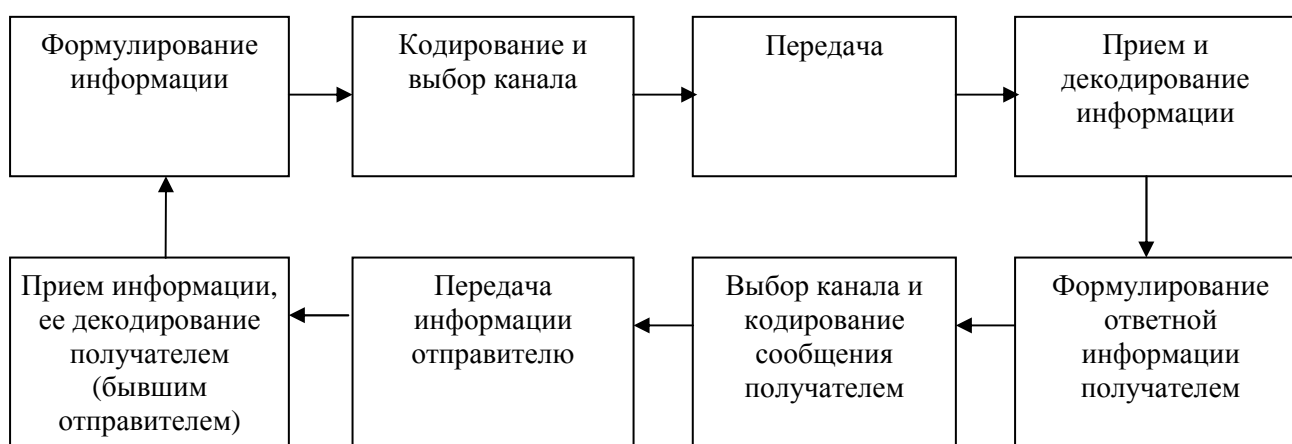 Формулирование
информации
Кодирование и
выбор канала
Передача
Прием и
декодирование
информации
Прием информации,
ее декодирование
получателем
(бывшим
отправителем)
Передача
информации
отправителю
Выбор канала и
кодирование
сообщения
получателем
Формулирование
ответной
информации
получателем